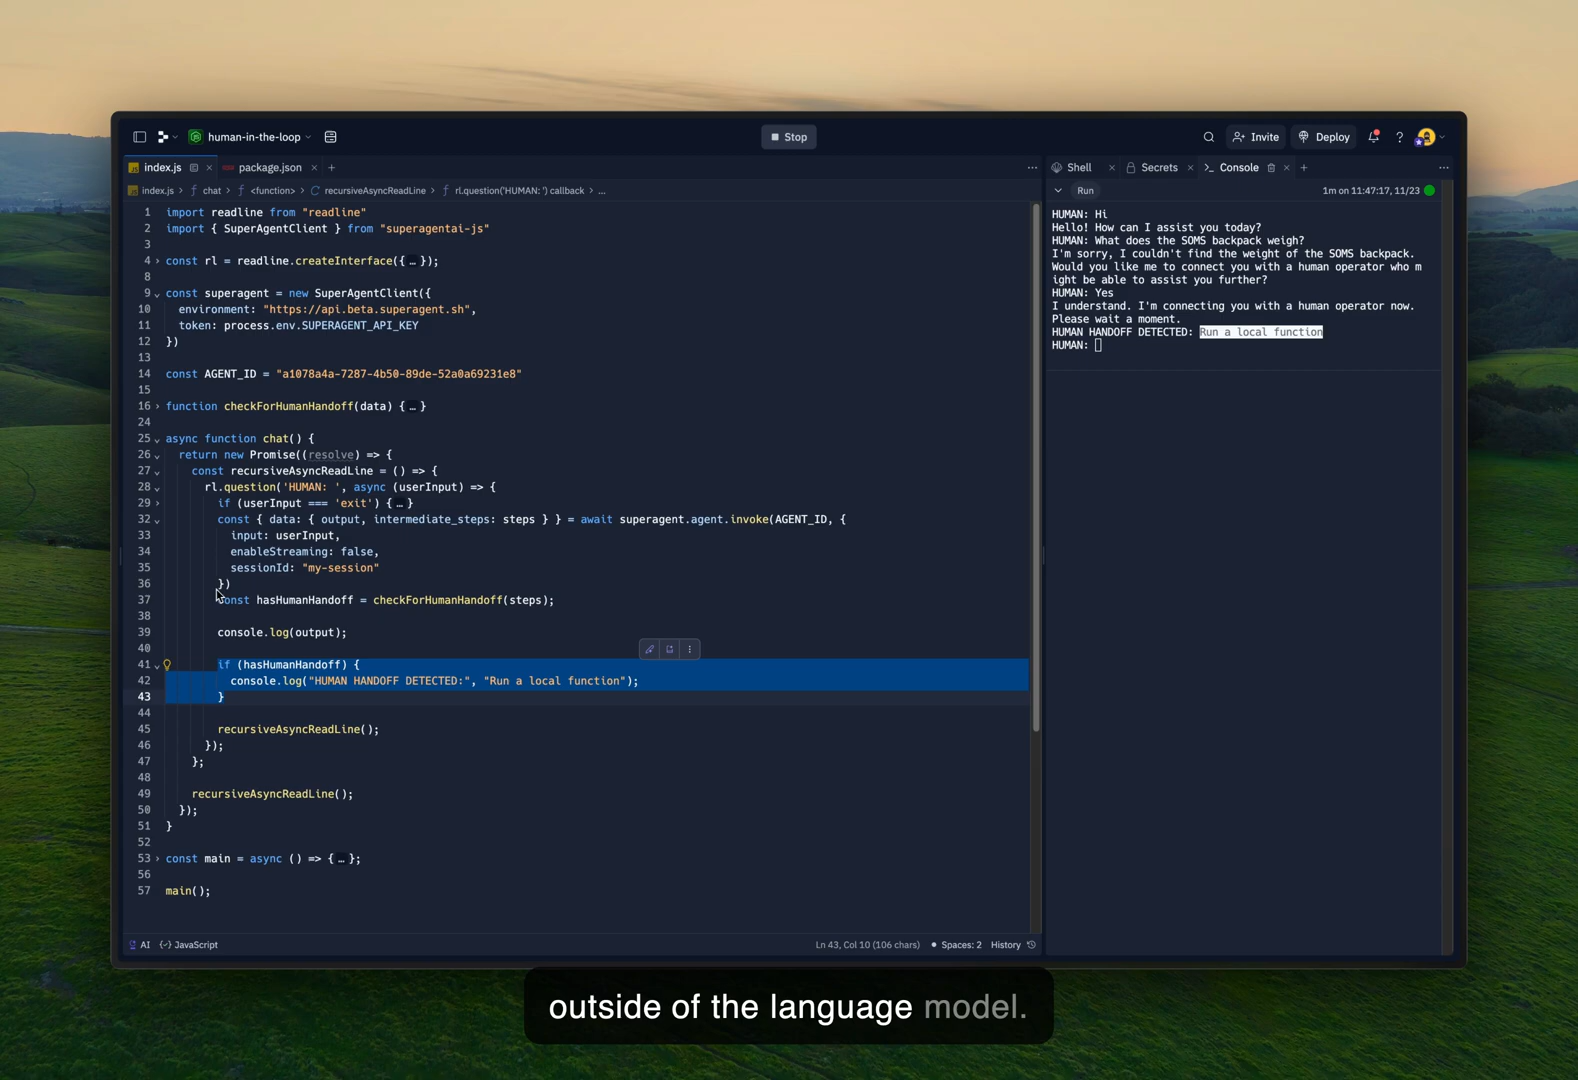 human-in-the-loop
Stop
Invite
Deploy
index.js
package.json
Shell
Secrets
Console
index.js > chat > <function> > recursiveAsyncReadLine > rl.question('HUMAN: ') callback > ...
Run
1m on 11:47:17, 11/23
1 import readline from "readline"
2 import { SuperAgentClient } from "superagentai-js"
3
4 const rl = readline.createInterface({ … });
8
9 const superagent = new SuperAgentClient({
10 environment: "https://api.beta.superagent.sh",
11 token: process.env.SUPERAGENT_API_KEY
12 })
13
14 const AGENT_ID = "a1078a4a-7287-4b50-89de-52a0a69231e8"
15
16 function checkForHumanHandoff(data) { … }
24
25 async function chat() {
26 return new Promise((resolve) => {
27 const recursiveAsyncReadLine = () => {
28 rl.question('HUMAN: ', async (userInput) => {
29 if (userInput === 'exit') { … }
32 const { data: { output, intermediate_steps: steps } } = await superagent.agent.invoke(AGENT_ID, {
33 input: userInput,
34 enableStreaming: false,
35 sessionId: "my-session"
36 })
37 const hasHumanHandoff = checkForHumanHandoff(steps);
38
39 console.log(output);
40
41 if (hasHumanHandoff) {
42 console.log("HUMAN HANDOFF DETECTED:", "Run a local function");
43 }
44
45 recursiveAsyncReadLine();
46 });
47 };
48
49 recursiveAsyncReadLine();
50 });
51 }
52
53 const main = async () => { … };
56
57 main();
HUMAN: Hi
Hello! How can I assist you today?
HUMAN: What does the SOMS backpack weigh?
I'm sorry, I couldn't find the weight of the SOMS backpack.
Would you like me to connect you with a human operator who m
ight be able to assist you further?
HUMAN: Yes
I understand. I'm connecting you with a human operator now.
Please wait a moment.
HUMAN HANDOFF DETECTED: Run a local function
HUMAN:
AI
JavaScript
Ln 43, Col 10 (106 chars)
Spaces: 2
History
outside of the language model.